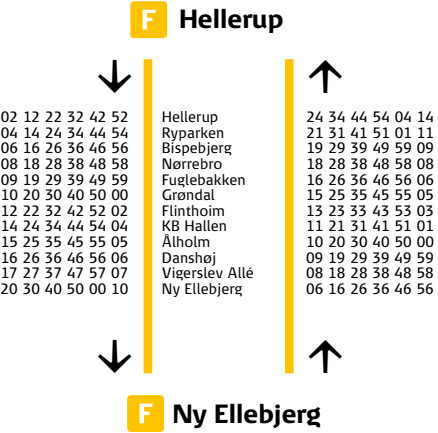 F Hellerup
02 12 22 32 42 52 Hellerup 24 34 44 54 04 14
04 14 24 34 44 54 Ryparken 21 31 41 51 01 11
06 16 26 36 46 56 Bispebjerg 19 29 39 49 59 09
08 18 28 38 48 58 Nørrebro 18 28 38 48 58 08
09 19 29 39 49 59 Fuglebakken 16 26 36 46 56 06
10 20 30 40 50 00 Grøndal 15 25 35 45 55 05
12 22 32 42 52 02 Flinthoim 13 23 33 43 53 03
14 24 34 44 54 04 KB Hallen 11 21 31 41 51 01
15 25 35 45 55 05 Ålholm 10 20 30 40 50 00
16 26 36 46 56 06 Danshøj 09 19 29 39 49 59
17 27 37 47 57 07 Vigerslev Allé 08 18 28 38 48 58
20 30 40 50 00 10 Ny Ellebjerg 06 16 26 36 46 56
F Ny Ellebjerg